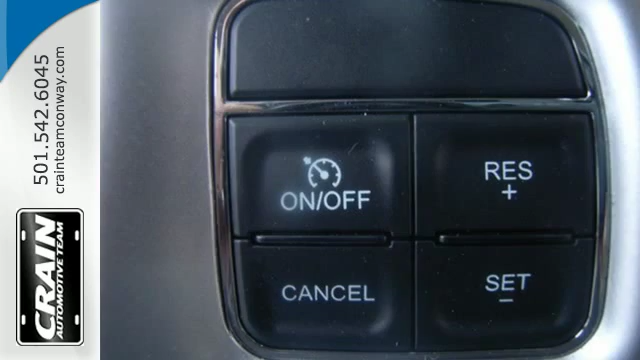 501.542.6045
crainteamconway.com
CRAIN
AUTOMOTIVE TEAM
ON/OFF
RES
+
CANCEL
SET
-